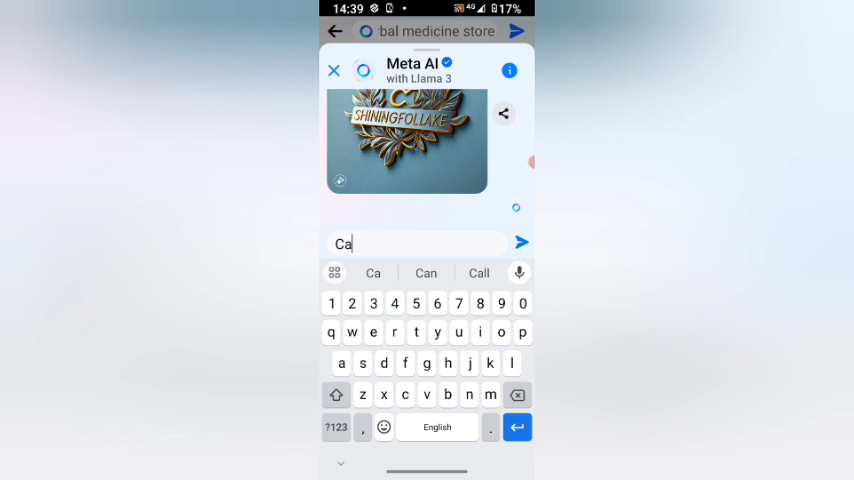 14:39 4G 17%
bal medicine store
Meta AI
with Llama 3
SHININGFOLLAKE
Ca
Ca Can Call
1 2 3 4 5 6 7 8 9 0
q w e r t y u i o p
a s d f g h j k l
z x c v b n m
?123 , English .